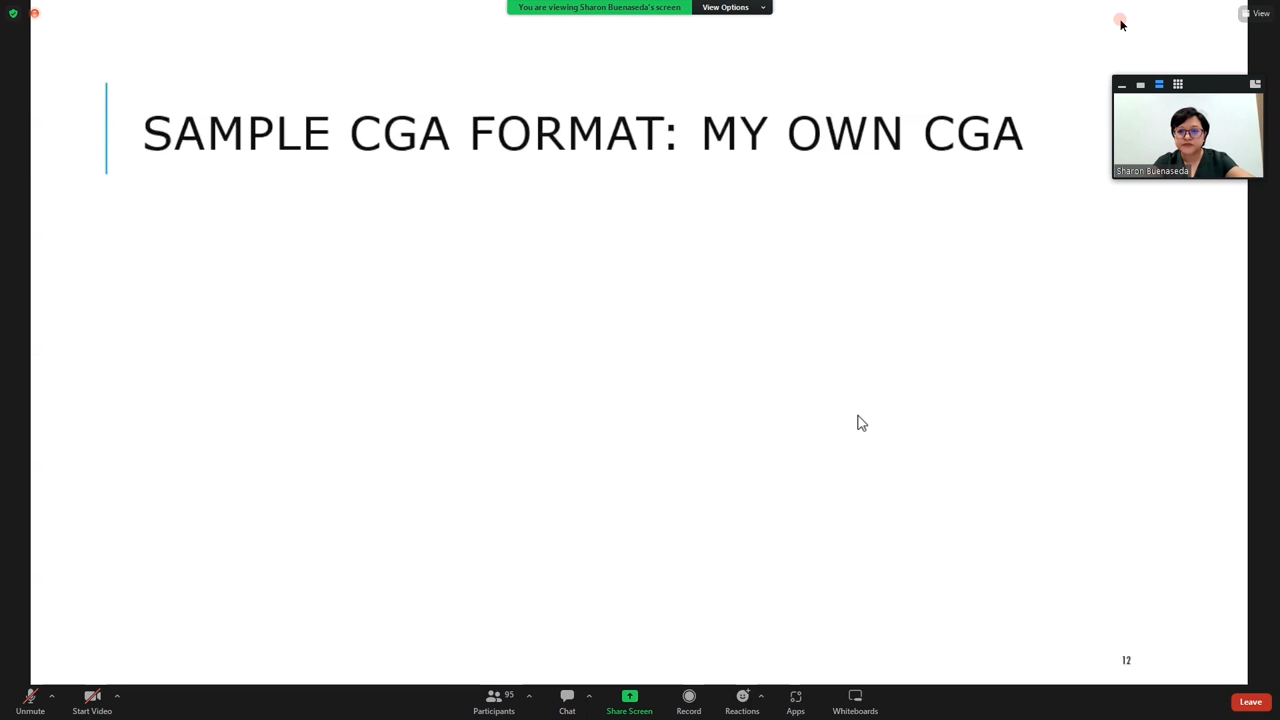 You are viewing Sharon Buenaseda's screen
View Options
View
SAMPLE CGA FORMAT: MY OWN CGA
Sharon Buenaseda
12
Unmute
Start Video
95
Participants
Chat
Share Screen
Record
Reactions
Apps
Whiteboards
Leave